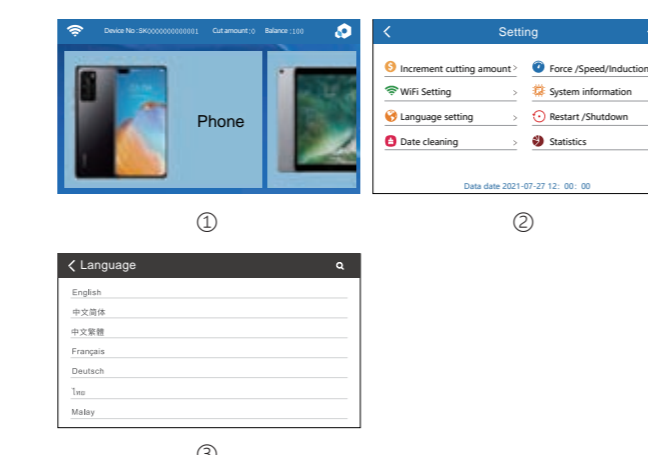 Device No :SK0000000000001 Cut amount :0 Balance :100
Phone
①
Setting
Increment cutting amount >
Force /Speed/Induction
WiFi Setting >
System information
Language setting >
Restart /Shutdown
Date cleaning >
Statistics
Data date 2021-07-27 12: 00: 00
②
Language
English
中文简体
中文繁體
Français
Deutsch
ไทย
Malay
③